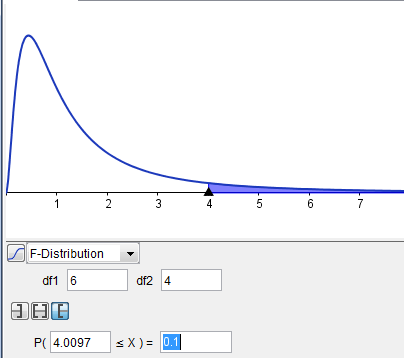 1 2 3 4 5 6 7
F-Distribution
df1 6 df2 4
P( 4.0097 ≤ X ) = 0.1